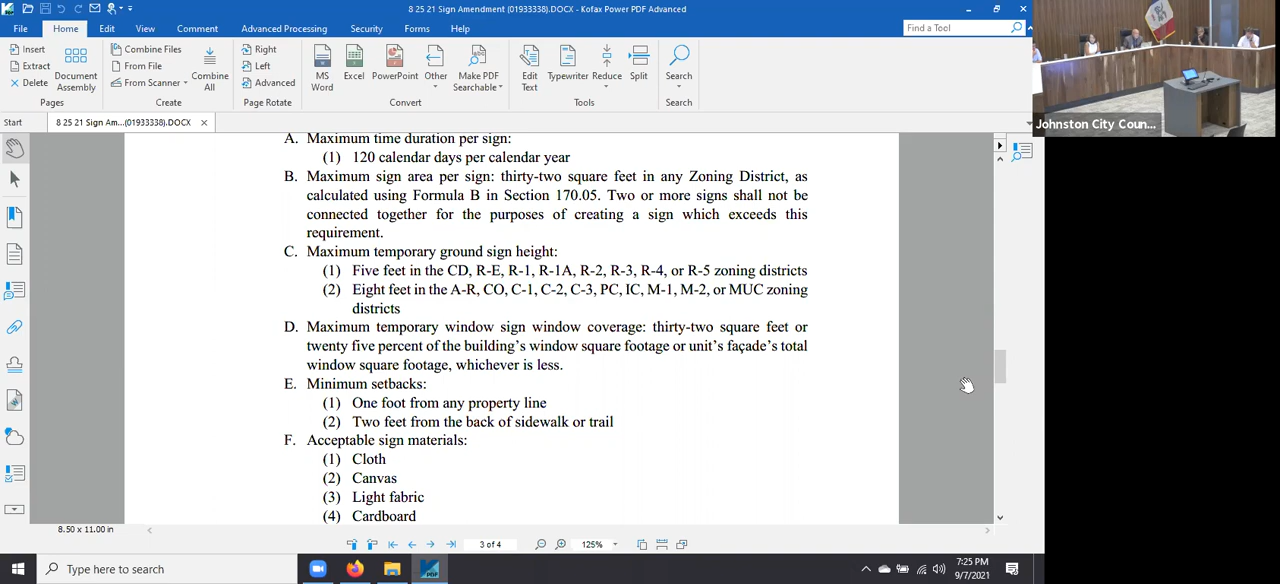 8 25 21 Sign Amendment (01933338).DOCX - Kofax Power PDF Advanced
File Home Edit View Comment Advanced Processing Security Forms Help Find a Tool
Insert Combine Files Right
Extract From File Left
Delete From Scanner Advanced
Document Assembly Combine All MS Word Excel PowerPoint Other Make PDF Searchable Edit Text Typewriter Reduce Split Search
Pages Create Page Rotate Convert Tools Search
Johnston City Coun...
Start 8 25 21 Sign Am...(01933338).DOCX
A. Maximum time duration per sign:
(1) 120 calendar days per calendar year
B. Maximum sign area per sign: thirty-two square feet in any Zoning District, as
calculated using Formula B in Section 170.05. Two or more signs shall not be
connected together for the purposes of creating a sign which exceeds this
requirement.
C. Maximum temporary ground sign height:
(1) Five feet in the CD, R-E, R-1, R-1A, R-2, R-3, R-4, or R-5 zoning districts
(2) Eight feet in the A-R, CO, C-1, C-2, C-3, PC, IC, M-1, M-2, or MUC zoning
districts
D. Maximum temporary window sign window coverage: thirty-two square feet or
twenty five percent of the building's window square footage or unit's façade's total
window square footage, whichever is less.
E. Minimum setbacks:
(1) One foot from any property line
(2) Two feet from the back of sidewalk or trail
F. Acceptable sign materials:
(1) Cloth
(2) Canvas
(3) Light fabric
(4) Cardboard
8.50 x 11.00 in
3 of 4 125%
Type here to search
7:25 PM
9/7/2021